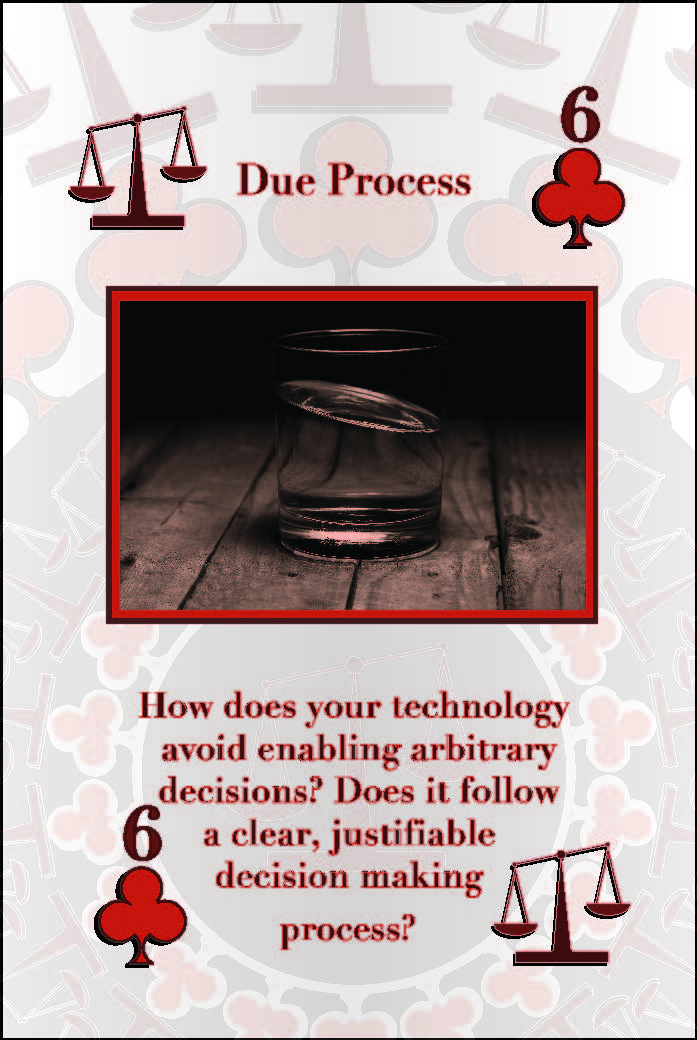 6
Due Process
How does your technology
avoid enabling arbitrary
decisions? Does it follow
a clear, justifiable
decision making
process?
6